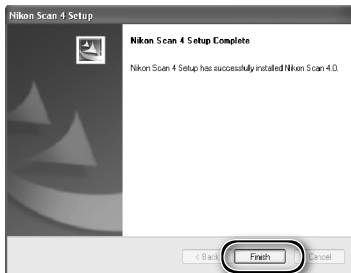 Nikon Scan 4 Setup
Nikon Scan 4 Setup Complete
Nikon Scan 4 Setup has successfully installed Nikon Scan 4.0.
< Back
Finish
Cancel